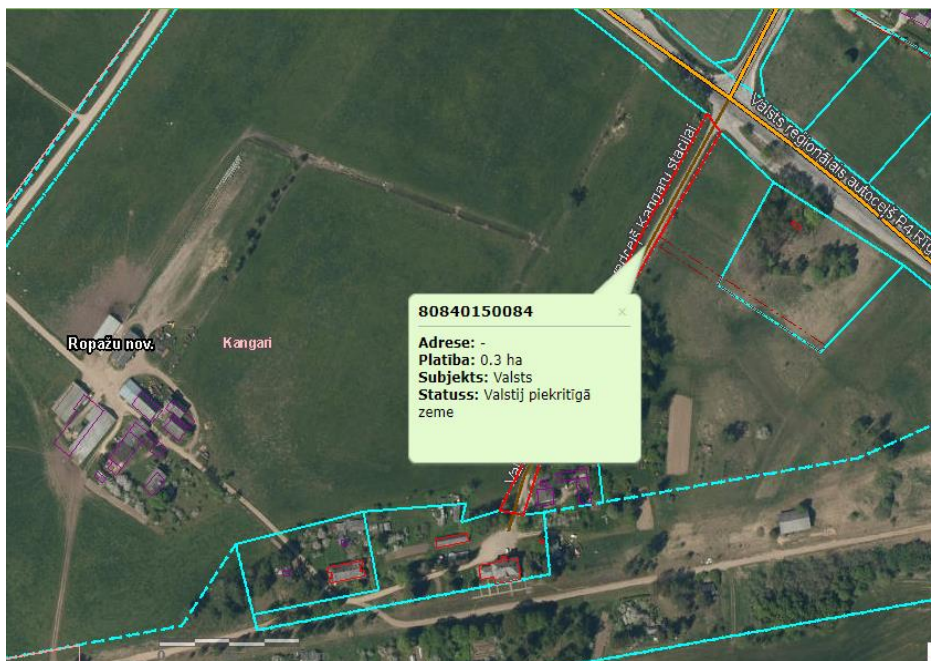 Valsts reģionālais autoceļš P4 Rīg
Kangaru stacijai
80840150084
Adrese: -
Platība: 0.3 ha
Subjekts: Valsts
Statuss: Valstij piekritīgā
zeme
Ropažu nov.
Kangari